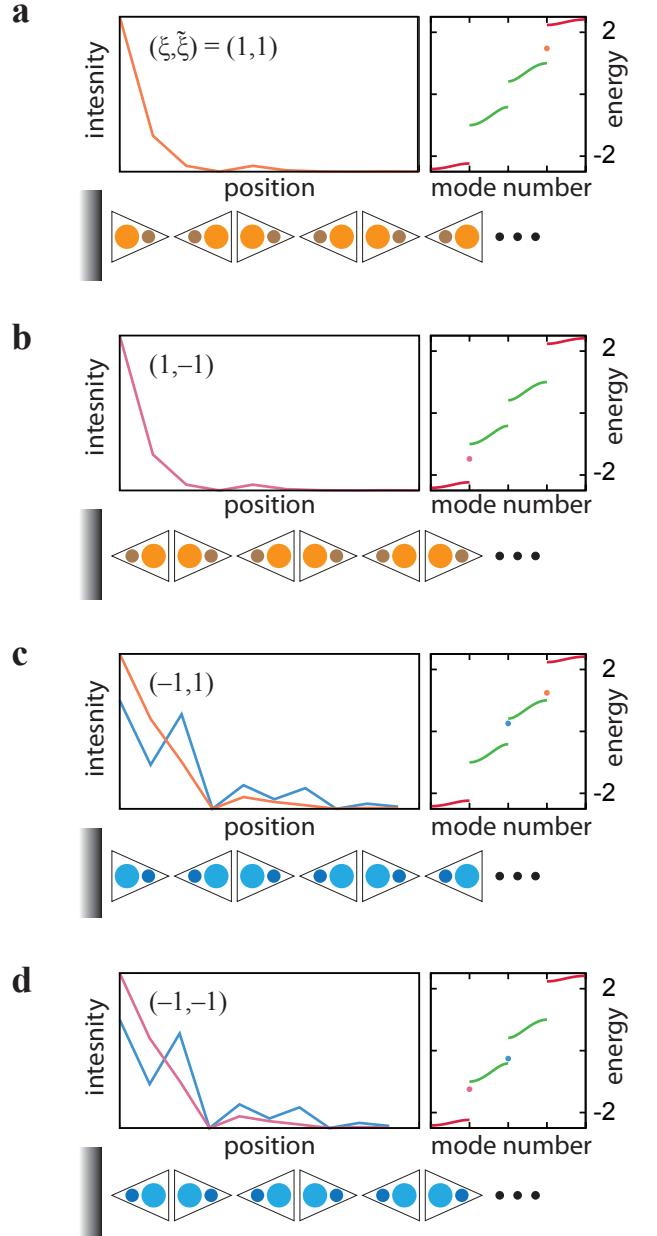 a
(ξ,ξ̃) = (1,1)
intesnity
position
2
-2
energy
mode number
b
(1,–1)
intesnity
position
2
-2
energy
mode number
c
(–1,1)
intesnity
position
2
-2
energy
mode number
d
(–1,–1)
intesnity
position
2
-2
energy
mode number